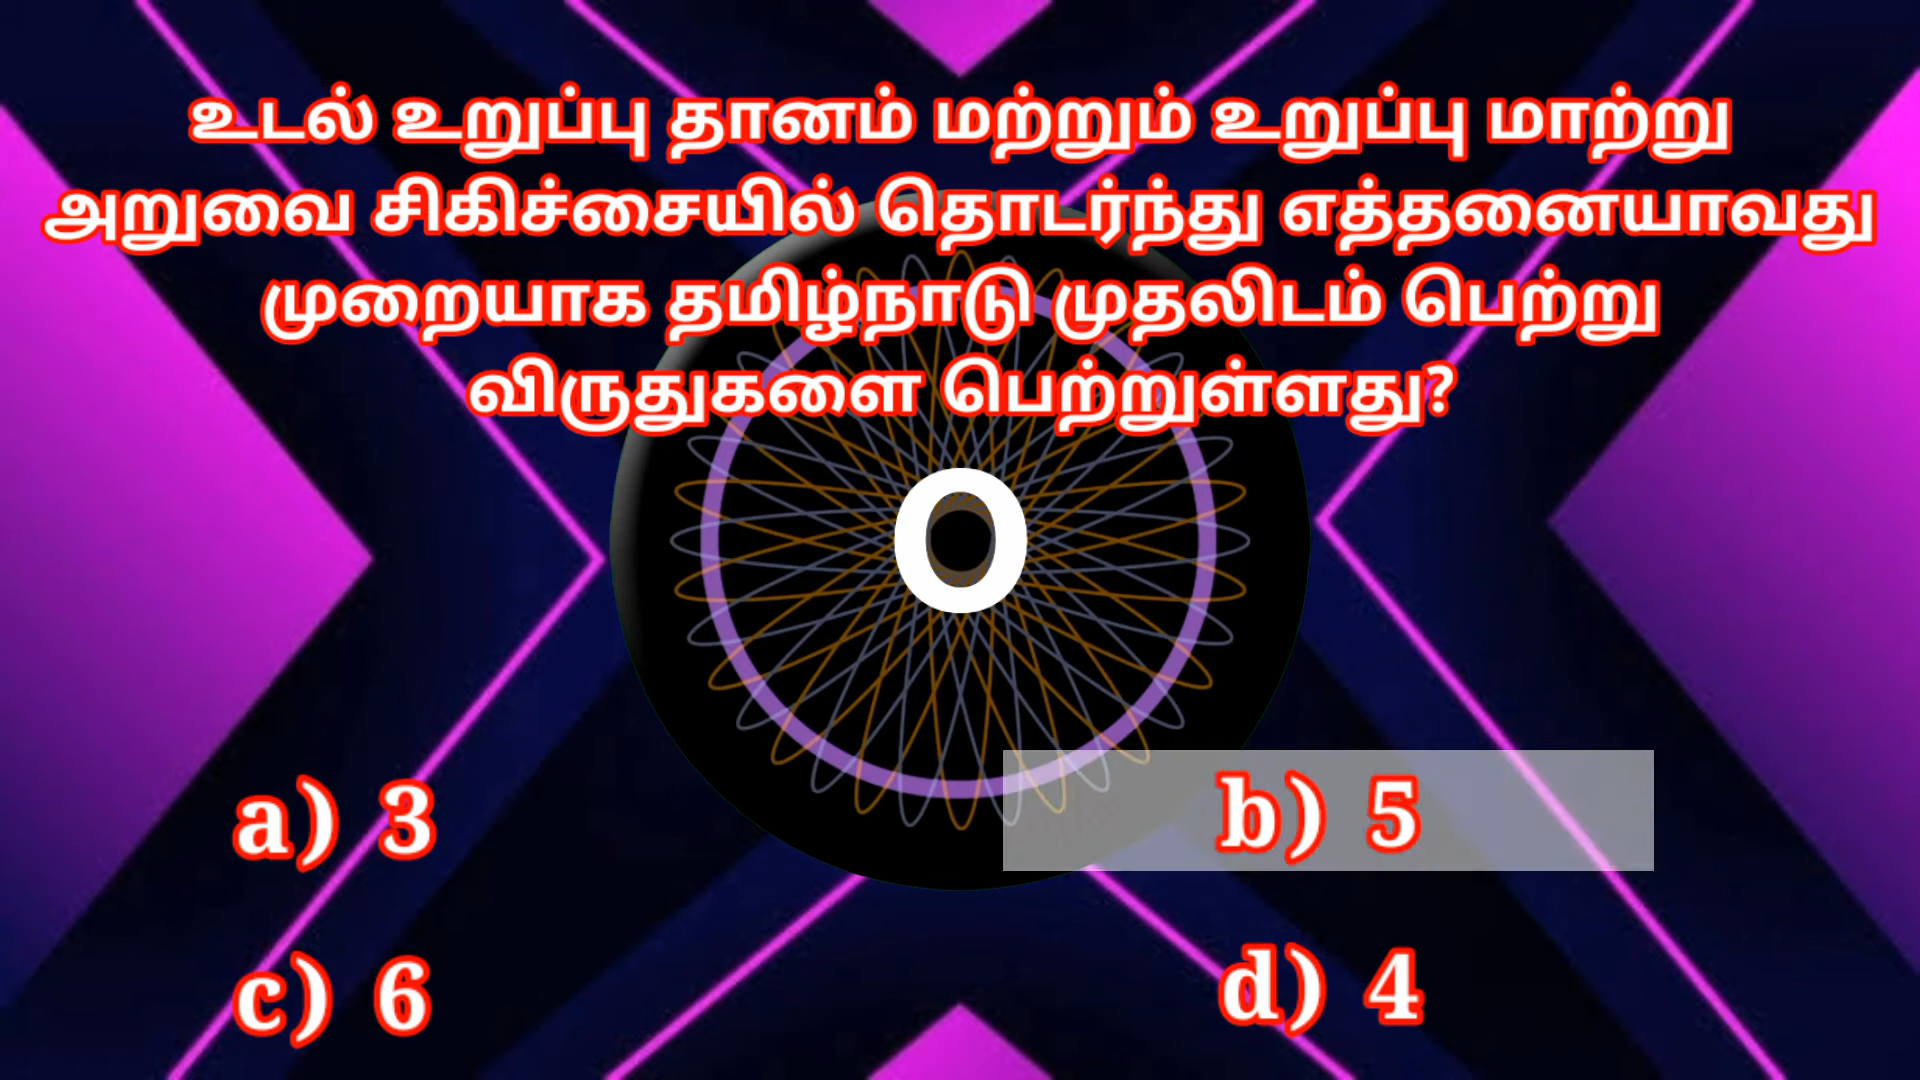 உடல் உறுப்பு தானம் மற்றும் உறுப்பு மாற்று
அறுவை சிகிச்சையில் தொடர்ந்து எத்தனையாவது
முறையாக தமிழ்நாடு முதலிடம் பெற்று
விருதுகளை பெற்றுள்ளது?
0
a) 3
b) 5
c) 6
d) 4